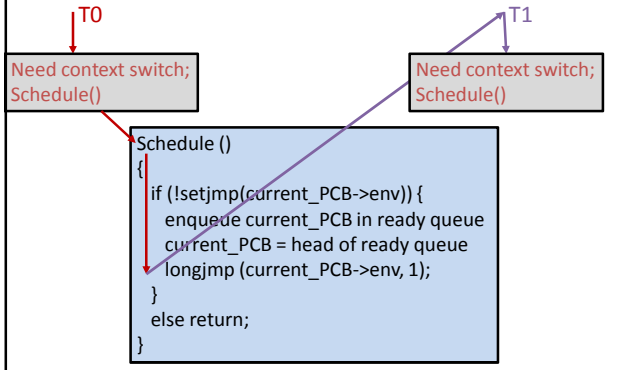 T0
T1
Need context switch;
Schedule()
Need context switch;
Schedule()
Schedule ()
{
if (!setjmp(current_PCB->env)) {
enqueue current_PCB in ready queue
current_PCB = head of ready queue
longjmp (current_PCB->env, 1);
}
else return;
}